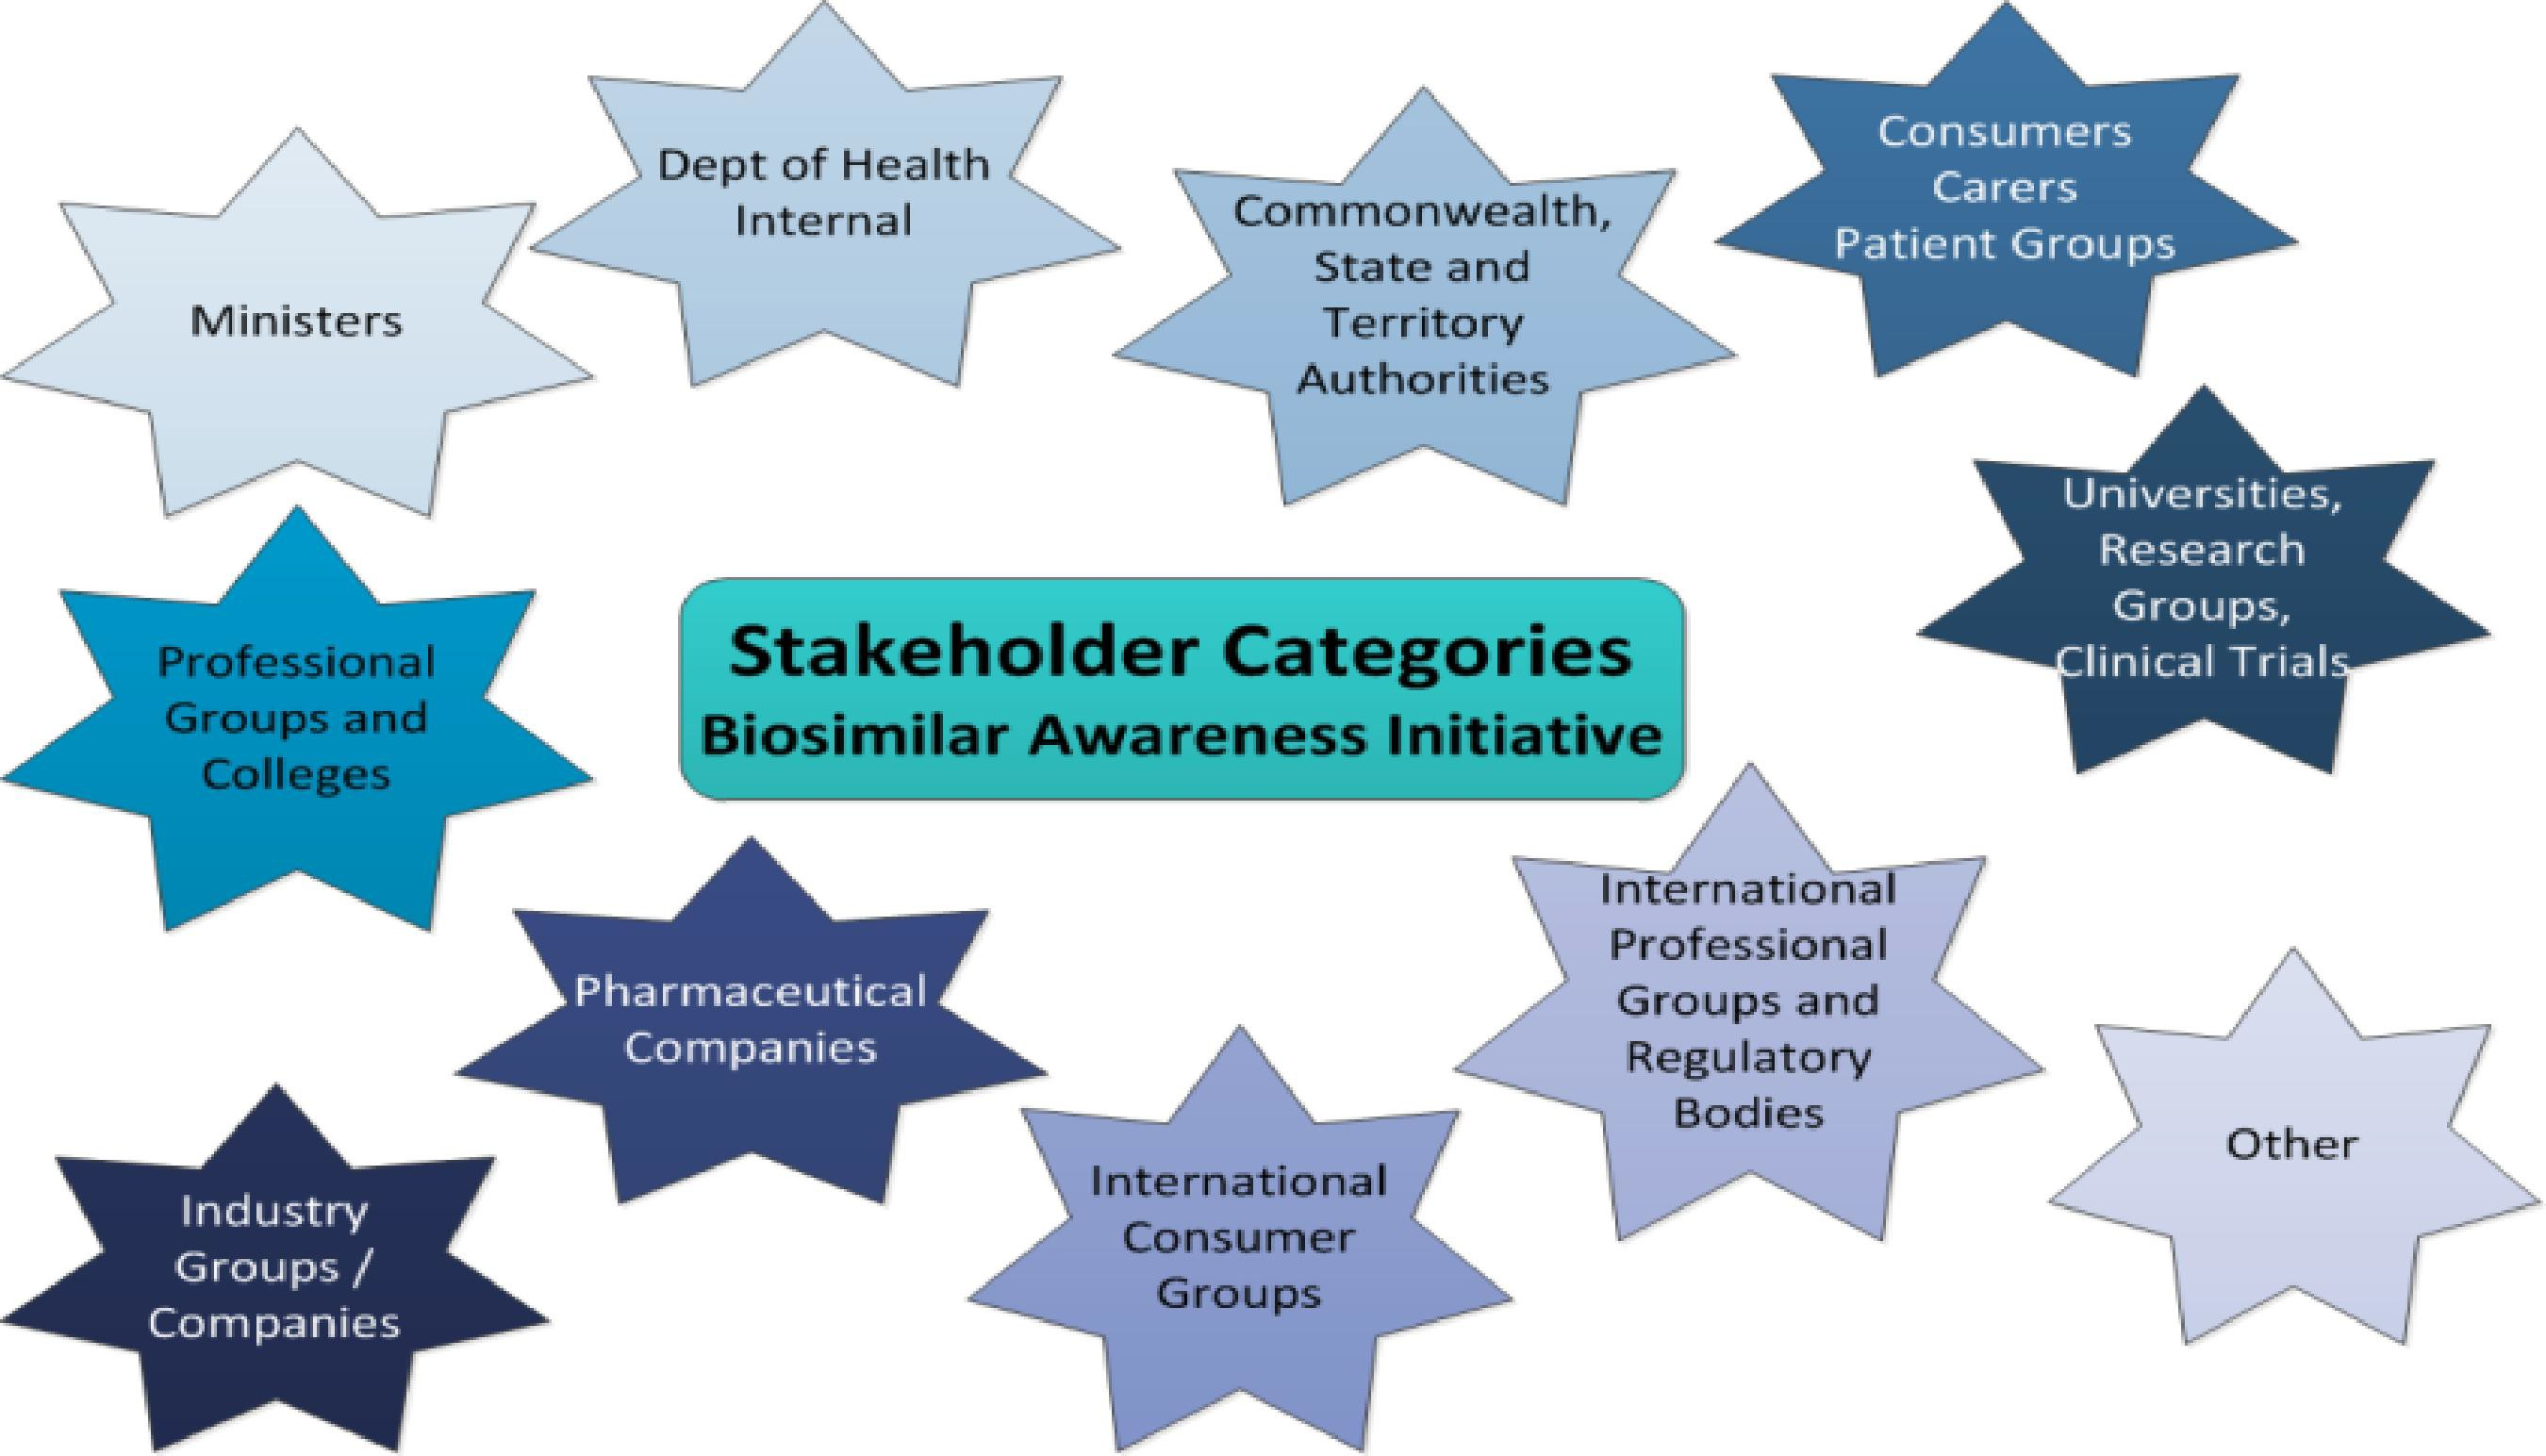 Dept of Health
Internal
Consumers
Carers
Patient Groups
Commonwealth,
State and
Territory
Authorities
Ministers
Universities,
Research
Groups,
Clinical Trials
Stakeholder Categories
Biosimilar Awareness Initiative
Professional
Groups and
Colleges
International
Professional
Groups and
Regulatory
Bodies
Pharmaceutical
Companies
Other
International
Consumer
Groups
Industry
Groups /
Companies